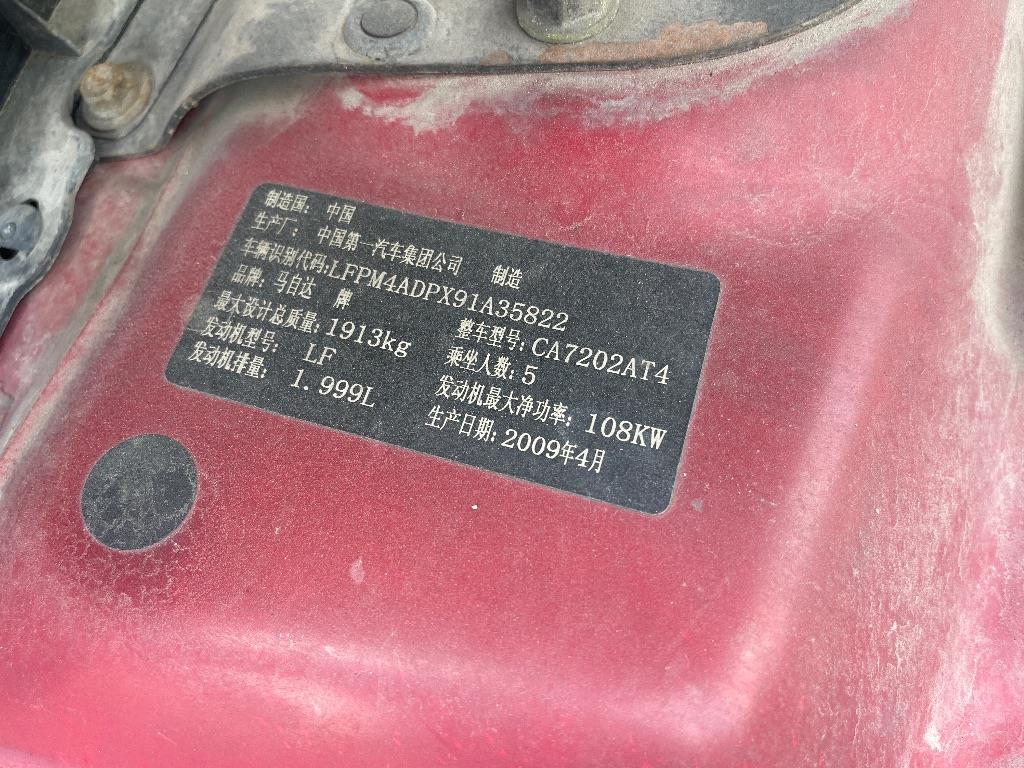 制造国: 中国
生产厂: 中国第一汽车集团公司 制造
车辆识别代码:LFPM4ADPX91A35822
品牌: 马自达 牌 整车型号: CA7202AT4
最大设计总质量: 1913kg 乘坐人数: 5
发动机型号: LF 发动机最大净功率: 108KW
发动机排量: 1.999L 生产日期: 2009年4月